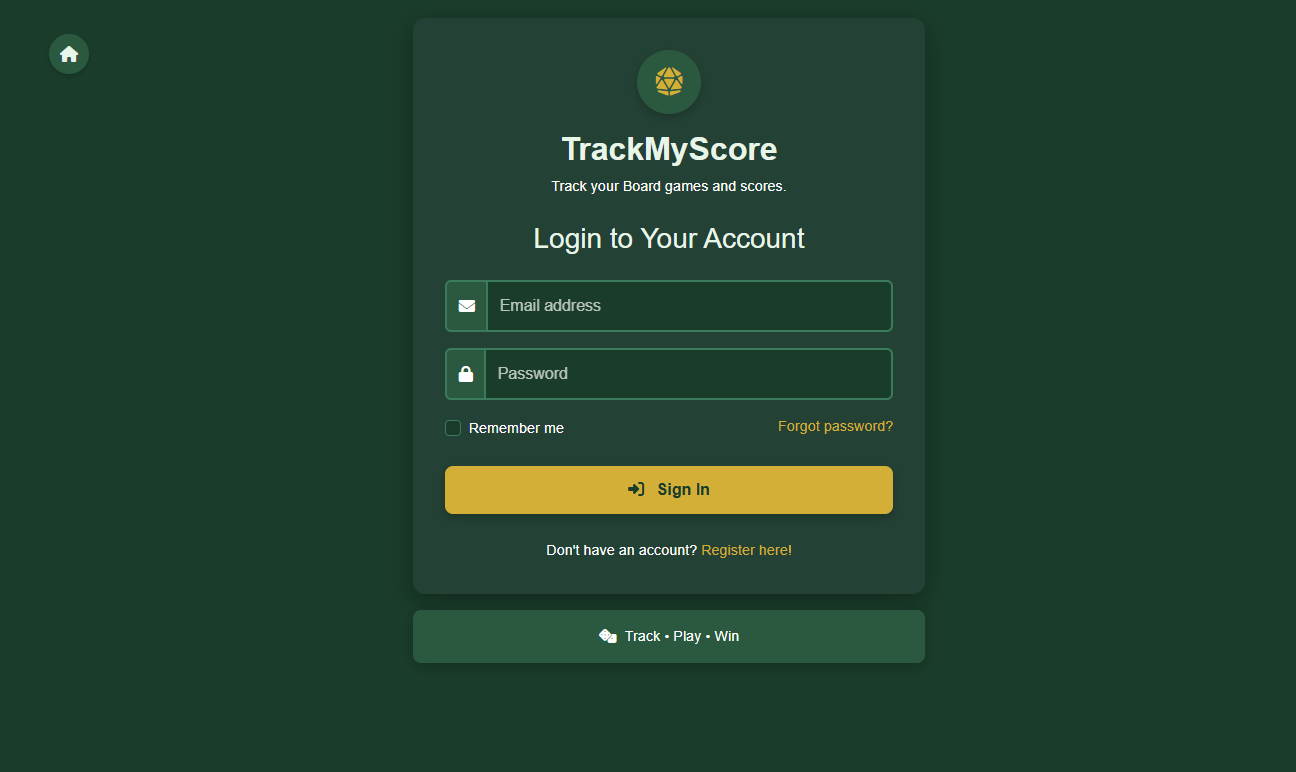 TrackMyScore
Track your Board games and scores.
Login to Your Account
Email address
Password
Remember me
Forgot password?
Sign In
Don't have an account? Register here!
Track • Play • Win